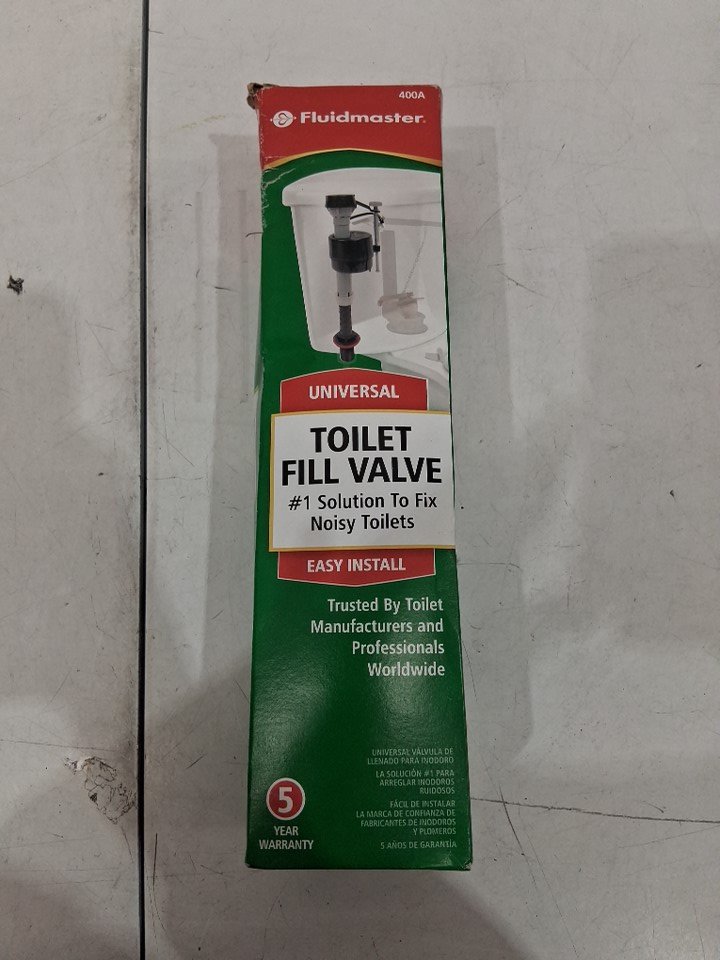 400A
Fluidmaster®
UNIVERSAL
TOILET
FILL VALVE
#1 Solution To Fix
Noisy Toilets
EASY INSTALL
Trusted By Toilet
Manufacturers and
Professionals
Worldwide
UNIVERSAL VÁLVULA DE
LLENADO PARA INODORO
LA SOLUCIÓN #1 PARA
ARREGLAR INODOROS
RUIDOSOS
FÁCIL DE INSTALAR
LA MARCA DE CONFIANZA DE
FABRICANTES DE INODOROS
Y PLOMEROS
5 AÑOS DE GARANTÍA
5
YEAR
WARRANTY